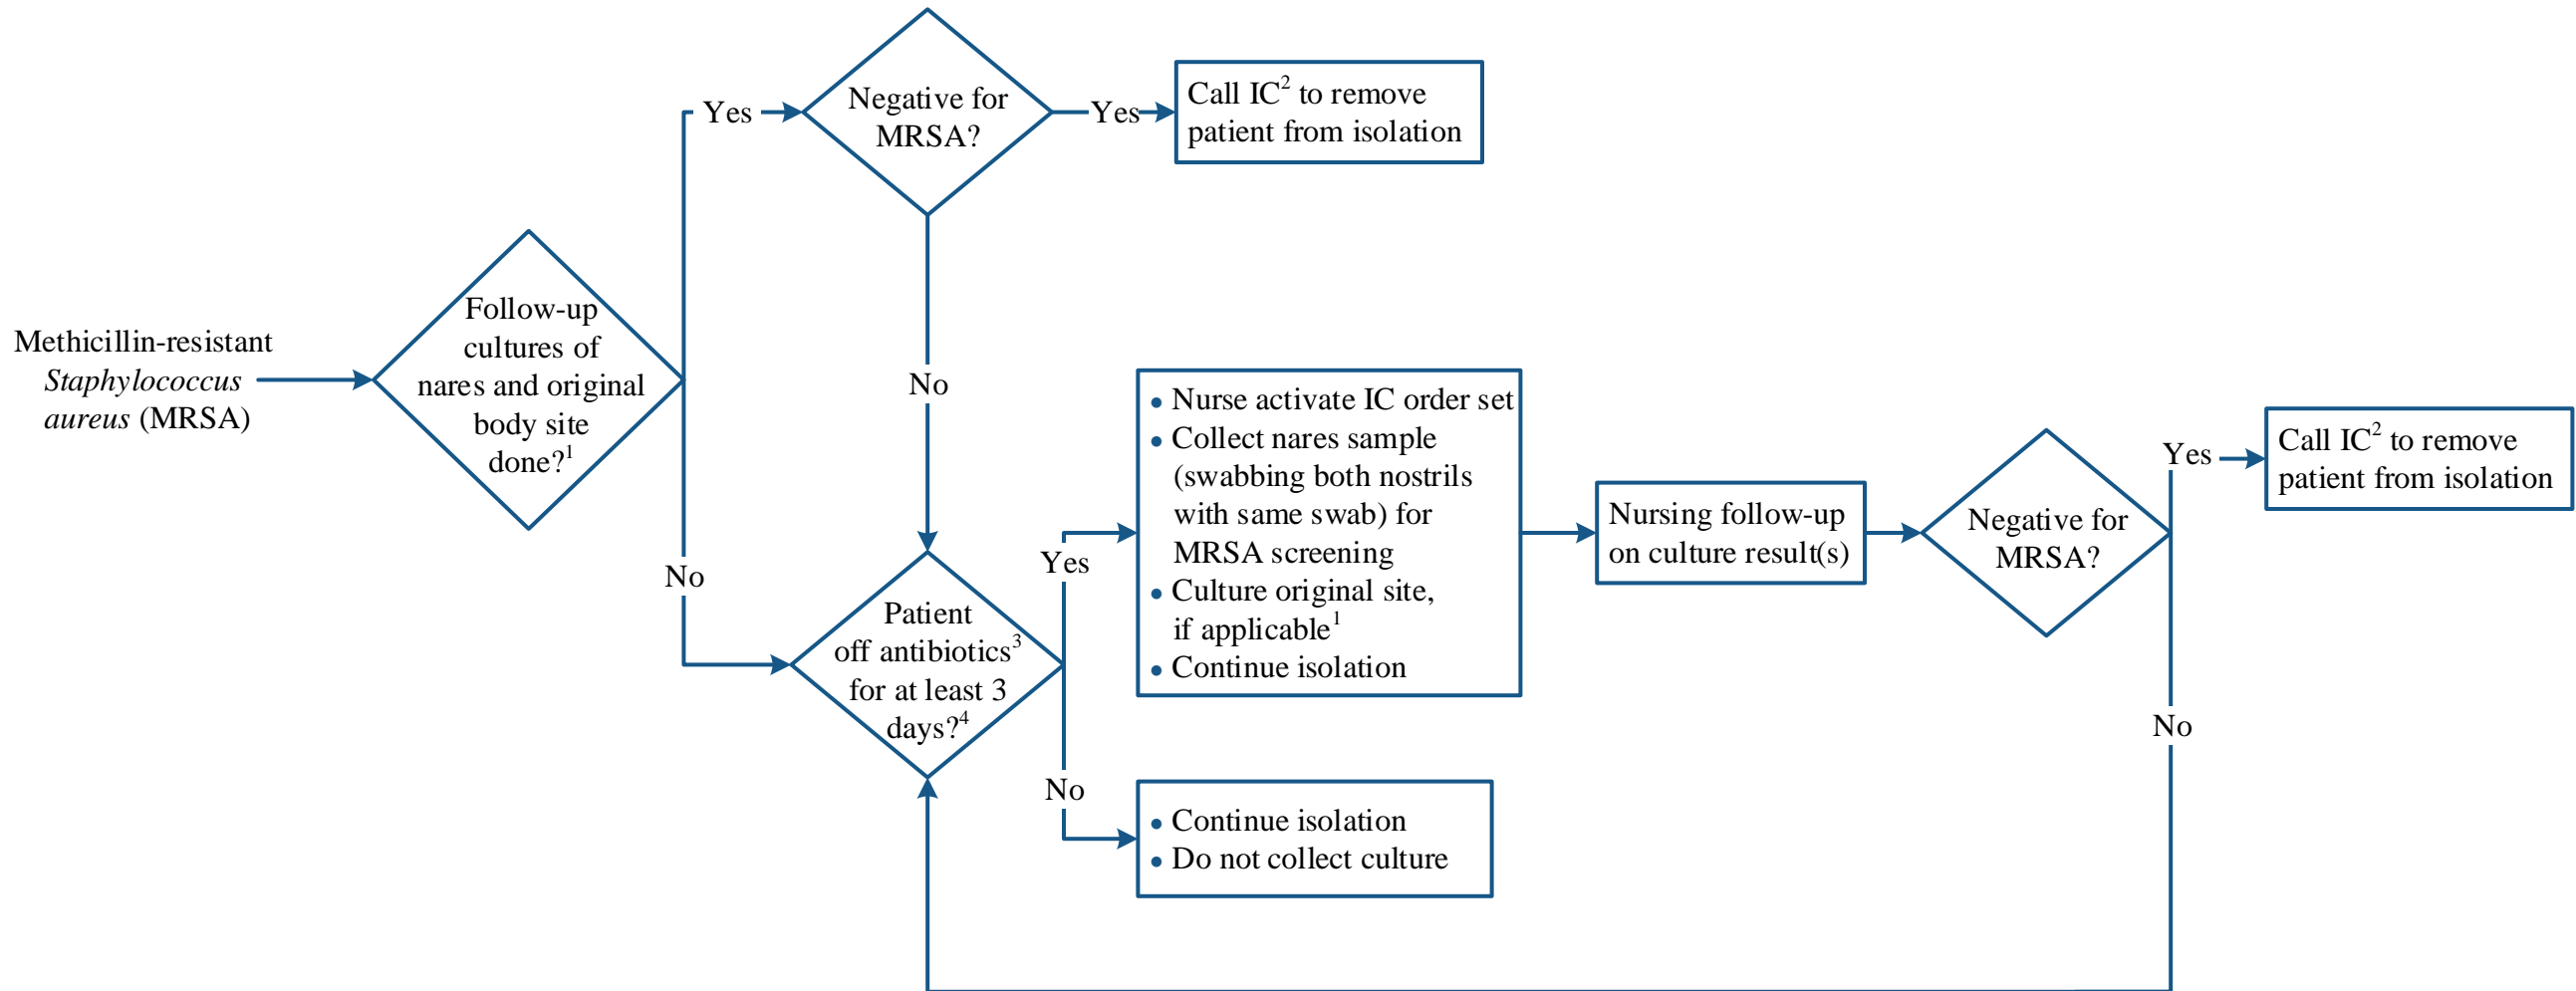 Methicillin-resistant
Staphylococcus
aureus (MRSA)
Follow-up
cultures of
nares and original
body site
done?¹
Yes
No
Negative for
MRSA?
Yes
Call IC² to remove
patient from isolation
No
Patient
off antibiotics³
for at least 3
days?⁴
Yes
• Nurse activate IC order set
• Collect nares sample
(swabbing both nostrils
with same swab) for
MRSA screening
• Culture original site,
if applicable¹
• Continue isolation
No
• Continue isolation
• Do not collect culture
Nursing follow-up
on culture result(s)
Negative for
MRSA?
Yes
Call IC² to remove
patient from isolation
No